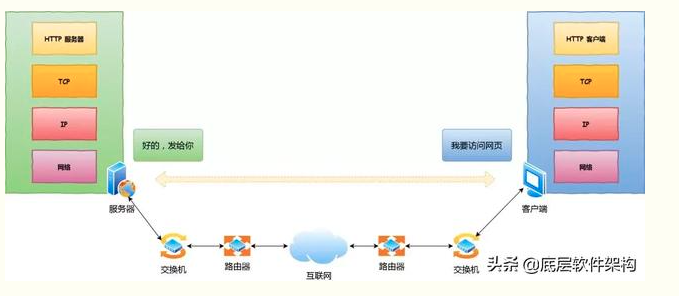 HTTP 服务器
TCP
IP
网络
好的，发给你
服务器
HTTP 客户端
TCP
IP
网络
我要访问网页
客户端
交换机
路由器
互联网
路由器
交换机
头条 @底层软件架构